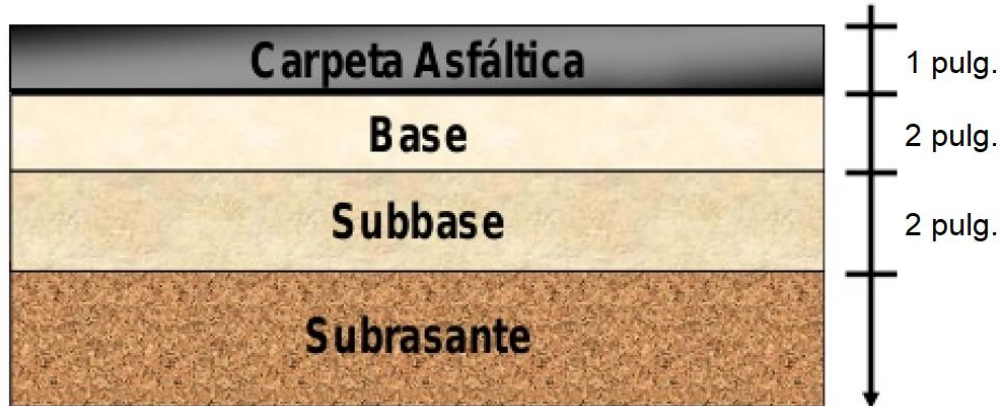 Carpeta Asfáltica
1 pulg.
Base
2 pulg.
Subbase
2 pulg.
Subrasante